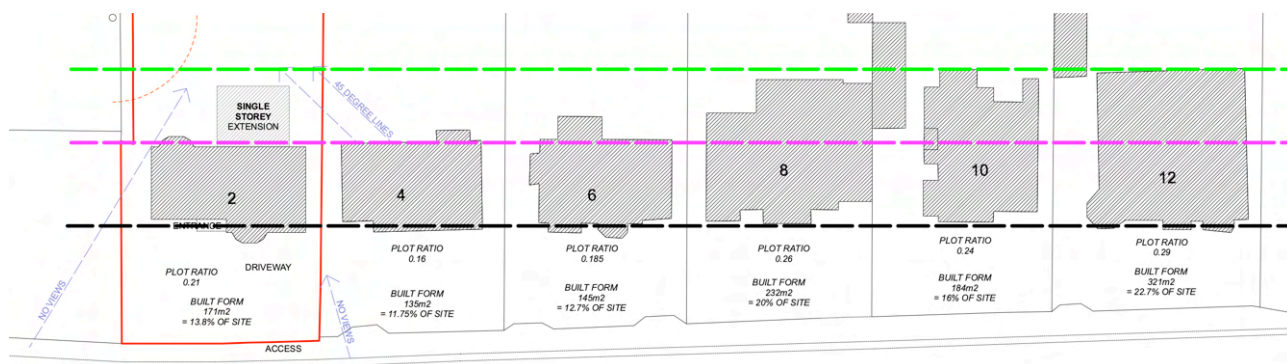 SINGLE
STOREY
EXTENSION
45 DEGREE LINES
2
4
6
8
10
12
ENTRANCE
DRIVEWAY
NO VIEWS
NO VIEWS
ACCESS
PLOT RATIO
0.21
BUILT FORM
171m2
= 13.8% OF SITE
PLOT RATIO
0.16
BUILT FORM
135m2
= 11.75% OF SITE
PLOT RATIO
0.185
BUILT FORM
145m2
= 12.7% OF SITE
PLOT RATIO
0.26
BUILT FORM
232m2
= 20% OF SITE
PLOT RATIO
0.24
BUILT FORM
184m2
= 16% OF SITE
PLOT RATIO
0.29
BUILT FORM
321m2
= 22.7% OF SITE